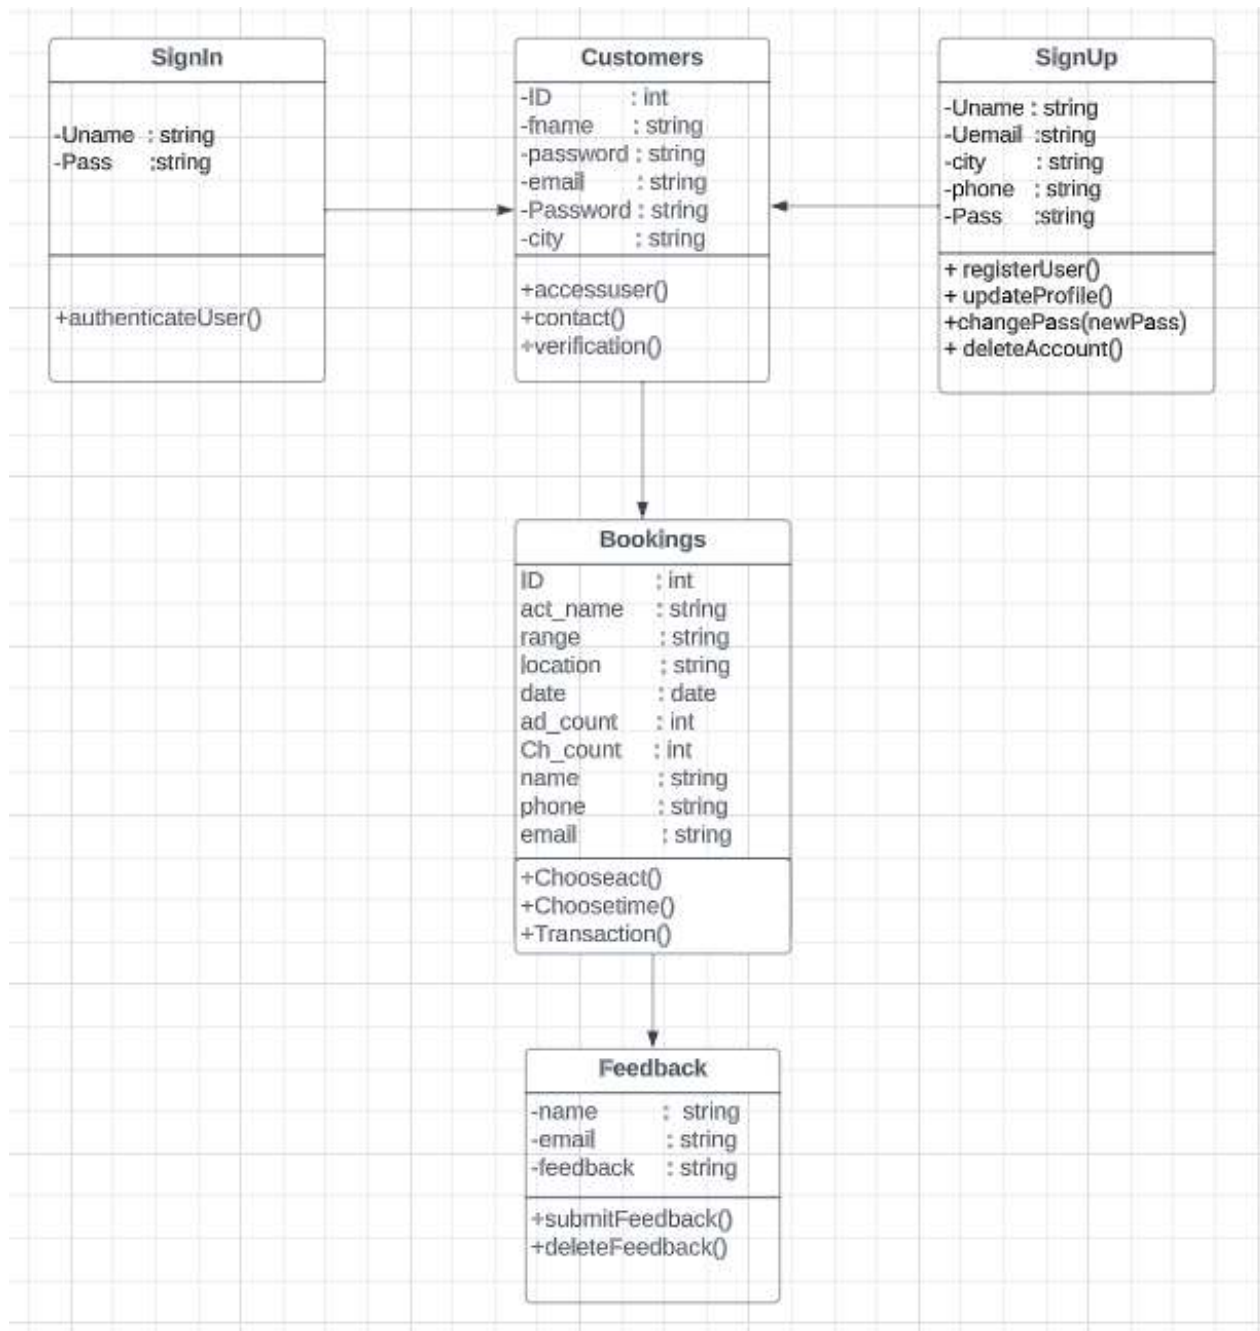 SignIn
-Uname : string
-Pass :string
+authenticateUser()
Customers
-ID : int
-fname : string
-password : string
-email : string
-Password : string
-city : string
+accessuser()
+contact()
+verification()
SignUp
-Uname : string
-Uemail :string
-city : string
-phone : string
-Pass :string
+ registerUser()
+ updateProfile()
+changePass(newPass)
+ deleteAccount()
Bookings
ID : int
act_name : string
range : string
location : string
date : date
ad_count : int
Ch_count : int
name : string
phone : string
email : string
+Chooseact()
+Choosetime()
+Transaction()
Feedback
-name : string
-email : string
-feedback : string
+submitFeedback()
+deleteFeedback()